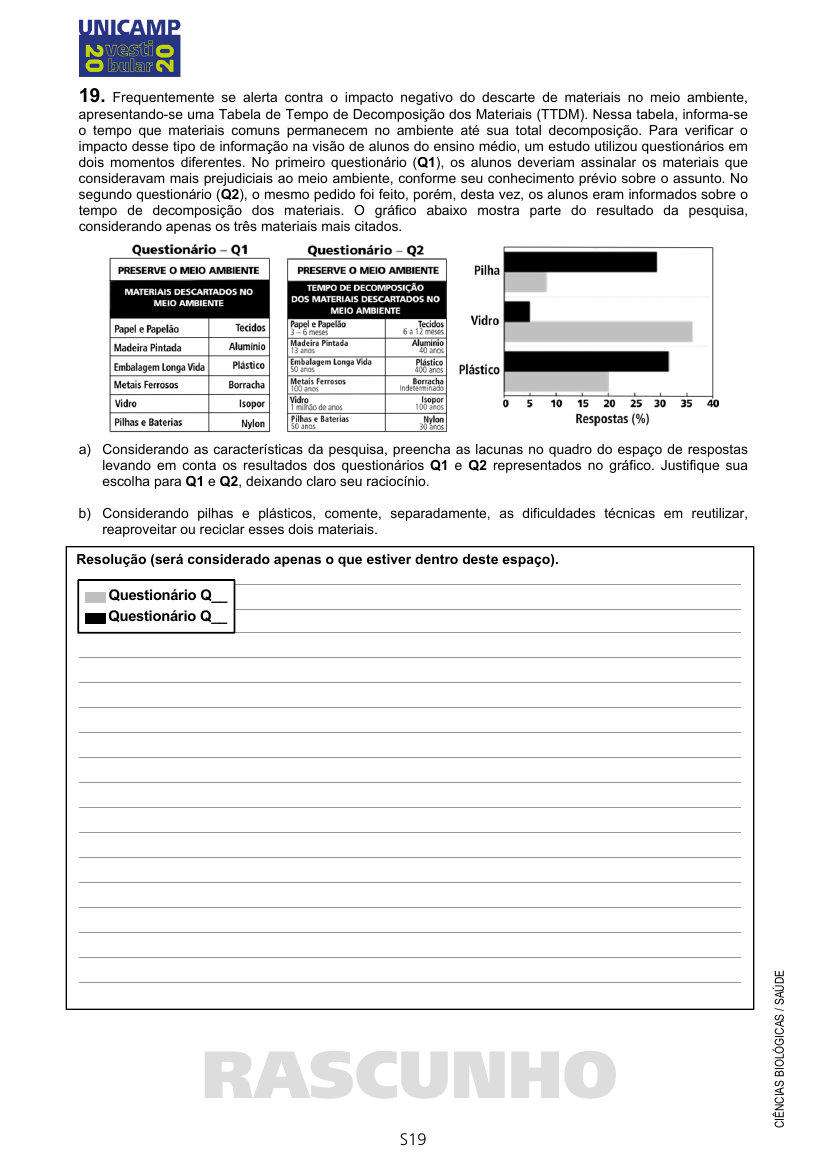 UNICAMP
20 vesti
bular 20
19. Frequentemente se alerta contra o impacto negativo do descarte de materiais no meio ambiente,
apresentando-se uma Tabela de Tempo de Decomposição dos Materiais (TTDM). Nessa tabela, informa-se
o tempo que materiais comuns permanecem no ambiente até sua total decomposição. Para verificar o
impacto desse tipo de informação na visão de alunos do ensino médio, um estudo utilizou questionários em
dois momentos diferentes. No primeiro questionário (Q1), os alunos deveriam assinalar os materiais que
consideravam mais prejudiciais ao meio ambiente, conforme seu conhecimento prévio sobre o assunto. No
segundo questionário (Q2), o mesmo pedido foi feito, porém, desta vez, os alunos eram informados sobre o
tempo de decomposição dos materiais. O gráfico abaixo mostra parte do resultado da pesquisa,
considerando apenas os três materiais mais citados.
Questionário – Q1
PRESERVE O MEIO AMBIENTE
MATERIAIS DESCARTADOS NO
MEIO AMBIENTE
Papel e Papelão Tecidos
Madeira Pintada Alumínio
Embalagem Longa Vida Plástico
Metais Ferrosos Borracha
Vidro Isopor
Pilhas e Baterias Nylon
Questionário – Q2
PRESERVE O MEIO AMBIENTE
TEMPO DE DECOMPOSIÇÃO
DOS MATERIAIS DESCARTADOS NO
MEIO AMBIENTE
Papel e Papelão Tecidos
3 – 6 meses 6 a 12 meses
Madeira Pintada Alumínio
13 anos 40 anos
Embalagem Longa Vida Plástico
50 anos 400 anos
Metais Ferrosos Borracha
100 anos Indeterminado
Vidro Isopor
1 milhão de anos 100 anos
Pilhas e Baterias Nylon
50 anos 30 anos
Pilha
Vidro
Plástico
0 5 10 15 20 25 30 35 40
Respostas (%)
a) Considerando as características da pesquisa, preencha as lacunas no quadro do espaço de respostas
levando em conta os resultados dos questionários Q1 e Q2 representados no gráfico. Justifique sua
escolha para Q1 e Q2, deixando claro seu raciocínio.
b) Considerando pilhas e plásticos, comente, separadamente, as dificuldades técnicas em reutilizar,
reaproveitar ou reciclar esses dois materiais.
Resolução (será considerado apenas o que estiver dentro deste espaço).
Questionário Q__
Questionário Q__
RASCUNHO
CIÊNCIAS BIOLÓGICAS / SAÚDE
S19